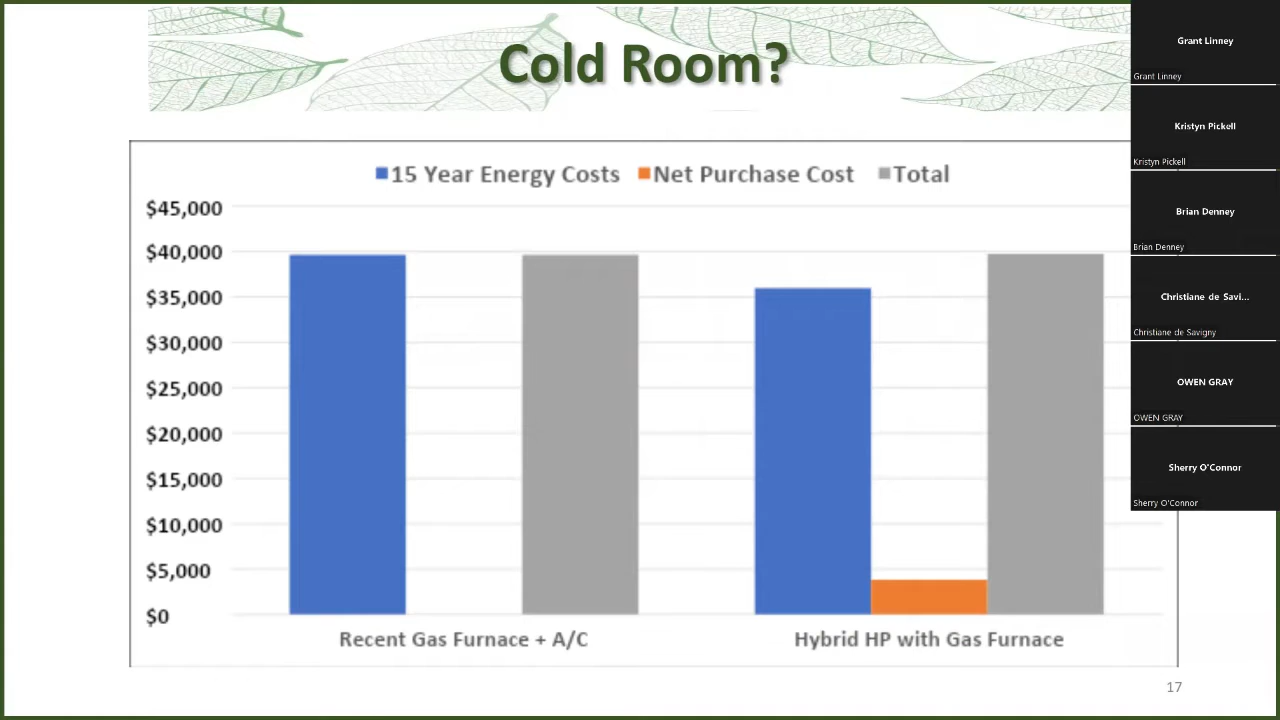 Cold Room?
15 Year Energy Costs Net Purchase Cost Total
$45,000
$40,000
$35,000
$30,000
$25,000
$20,000
$15,000
$10,000
$5,000
$0
Recent Gas Furnace + A/C
Hybrid HP with Gas Furnace
17
Grant Linney
Grant Linney
Kristyn Pickell
Kristyn Pickell
Brian Denney
Brian Denney
Christiane de Savi...
Christiane de Savigny
OWEN GRAY
OWEN GRAY
Sherry O'Connor
Sherry O'Connor